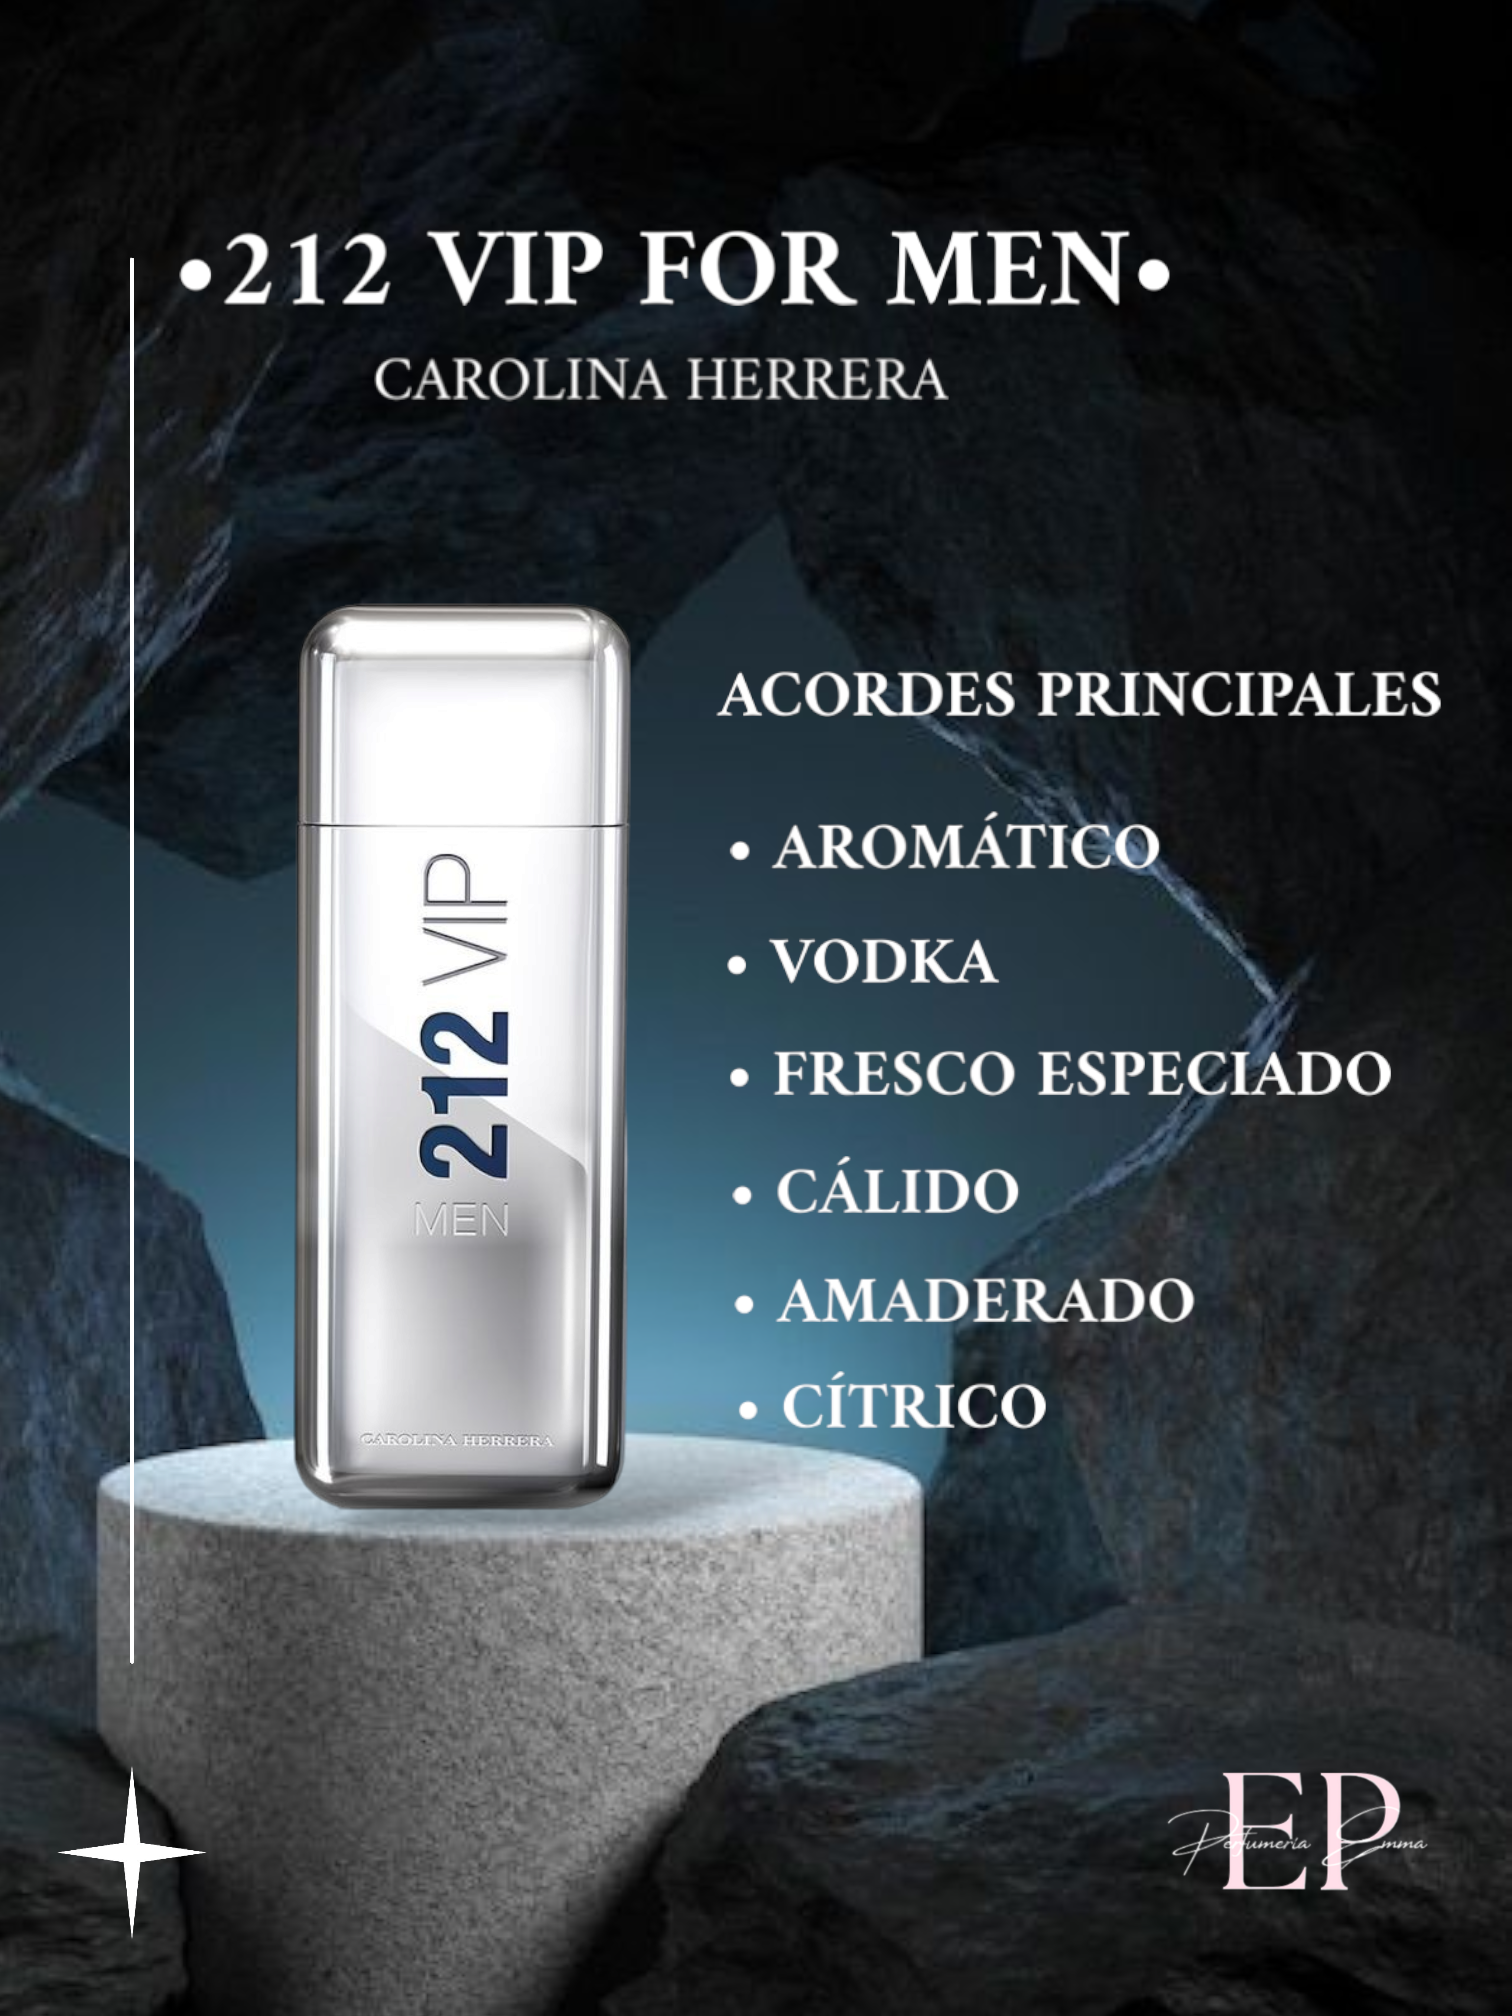 •212 VIP FOR MEN•
CAROLINA HERRERA
ACORDES PRINCIPALES
• AROMÁTICO
• VODKA
• FRESCO ESPECIADO
• CÁLIDO
• AMADERADO
• CÍTRICO
212 VIP
MEN
CAROLINA HERRERA
EP
Perfumeria Emma